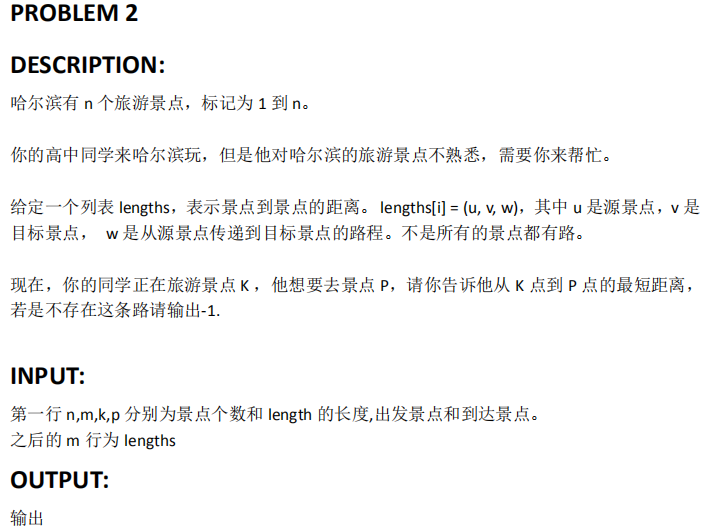 PROBLEM 2
DESCRIPTION:
哈尔滨有 n 个旅游景点，标记为 1 到 n。
你的高中同学来哈尔滨玩，但是他对哈尔滨的旅游景点不熟悉，需要你来帮忙。
给定一个列表 lengths，表示景点到景点的距离。lengths[i] = (u, v, w)，其中 u 是源景点，v 是
目标景点， w 是从源景点传递到目标景点的路程。不是所有的景点都有路。
现在，你的同学正在旅游景点 K ，他想要去景点 P，请你告诉他从 K 点到 P 点的最短距离，
若是不存在这条路请输出-1.
INPUT:
第一行 n,m,k,p 分别为景点个数和 length 的长度,出发景点和到达景点。
之后的 m 行为 lengths
OUTPUT:
输出